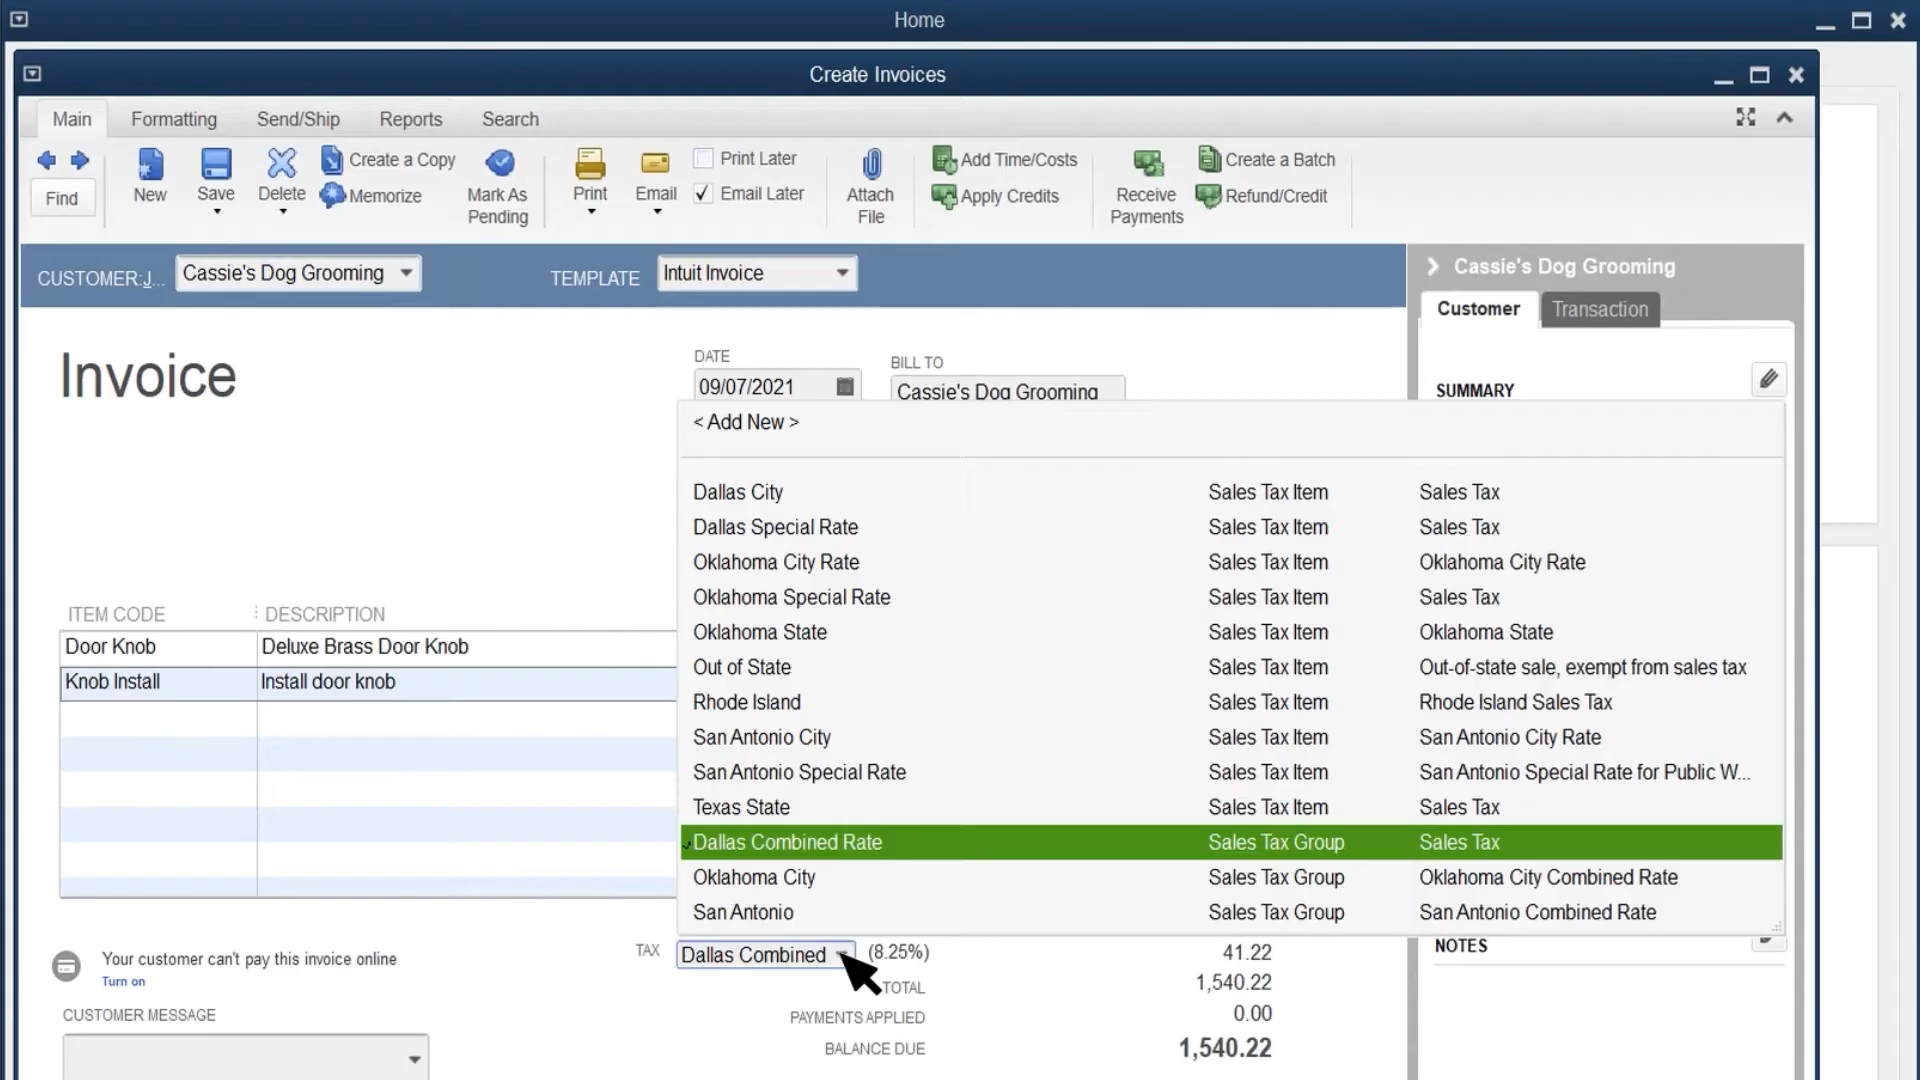 Home
Create Invoices
Main Formatting Send/Ship Reports Search
Find
New
Save
Delete
Create a Copy
Memorize
Mark As
Pending
Print
Email
Print Later
Email Later
Attach
File
Add Time/Costs
Apply Credits
Receive
Payments
Create a Batch
Refund/Credit
CUSTOMER:J... Cassie's Dog Grooming TEMPLATE Intuit Invoice
Cassie's Dog Grooming
Customer Transaction
SUMMARY
Invoice
DATE
09/07/2021
BILL TO
Cassie's Dog Grooming
< Add New >
Dallas City Sales Tax Item Sales Tax
Dallas Special Rate Sales Tax Item Sales Tax
Oklahoma City Rate Sales Tax Item Oklahoma City Rate
Oklahoma Special Rate Sales Tax Item Sales Tax
Oklahoma State Sales Tax Item Oklahoma State
Out of State Sales Tax Item Out-of-state sale, exempt from sales tax
Rhode Island Sales Tax Item Rhode Island Sales Tax
San Antonio City Sales Tax Item San Antonio City Rate
San Antonio Special Rate Sales Tax Item San Antonio Special Rate for Public W...
Texas State Sales Tax Item Sales Tax
Dallas Combined Rate Sales Tax Group Sales Tax
Oklahoma City Sales Tax Group Oklahoma City Combined Rate
San Antonio Sales Tax Group San Antonio Combined Rate
ITEM CODE DESCRIPTION
Door Knob Deluxe Brass Door Knob
Knob Install Install door knob
TAX Dallas Combined (8.25%) 41.22
TOTAL 1,540.22
PAYMENTS APPLIED 0.00
BALANCE DUE 1,540.22
NOTES
Your customer can't pay this invoice online
Turn on
CUSTOMER MESSAGE